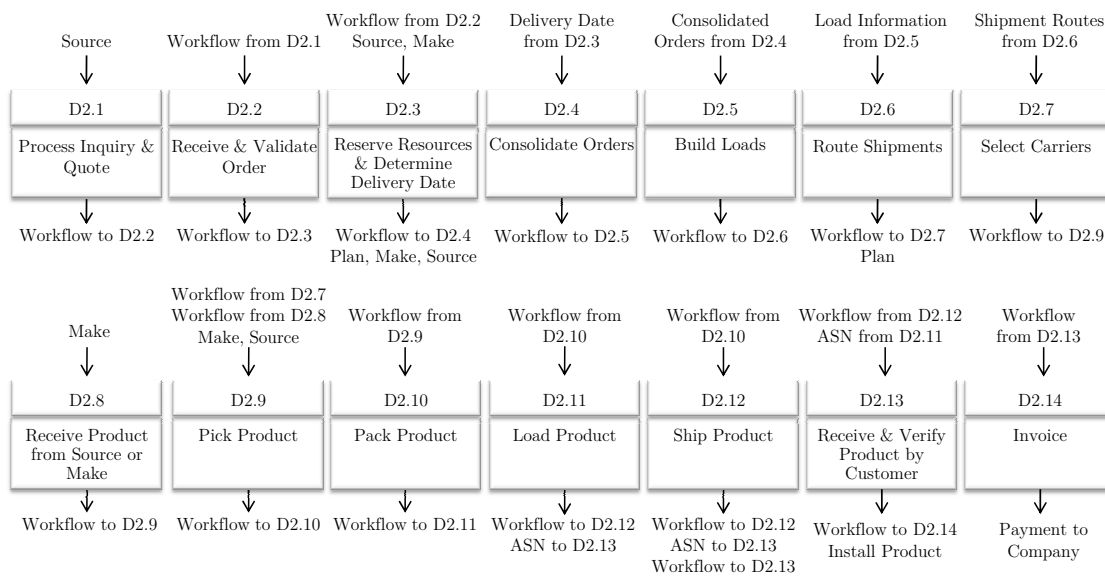 Source
D2.1
Process Inquiry &
Quote
Workflow to D2.2
Workflow from D2.1
D2.2
Receive & Validate
Order
Workflow to D2.3
Workflow from D2.2
Source, Make
D2.3
Reserve Resources
& Determine
Delivery Date
Workflow to D2.4
Plan, Make, Source
Delivery Date
from D2.3
D2.4
Consolidate Orders
Workflow to D2.5
Consolidated
Orders from D2.4
D2.5
Build Loads
Workflow to D2.6
Load Information
from D2.5
D2.6
Route Shipments
Workflow to D2.7
Plan
Shipment Routes
from D2.6
D2.7
Select Carriers
Workflow to D2.9
Make
D2.8
Receive Product
from Source or
Make
Workflow to D2.9
Workflow from D2.7
Workflow from D2.8
Make, Source
D2.9
Pick Product
Workflow to D2.10
Workflow from
D2.9
D2.10
Pack Product
Workflow to D2.11
Workflow from
D2.10
D2.11
Load Product
Workflow to D2.12
ASN to D2.13
Workflow from
D2.10
D2.12
Ship Product
Workflow to D2.12
ASN to D2.13
Workflow to D2.13
Workflow from D2.12
ASN from D2.11
D2.13
Receive & Verify
Product by
Customer
Workflow to D2.14
Install Product
Workflow
from D2.13
D2.14
Invoice
Payment to
Company